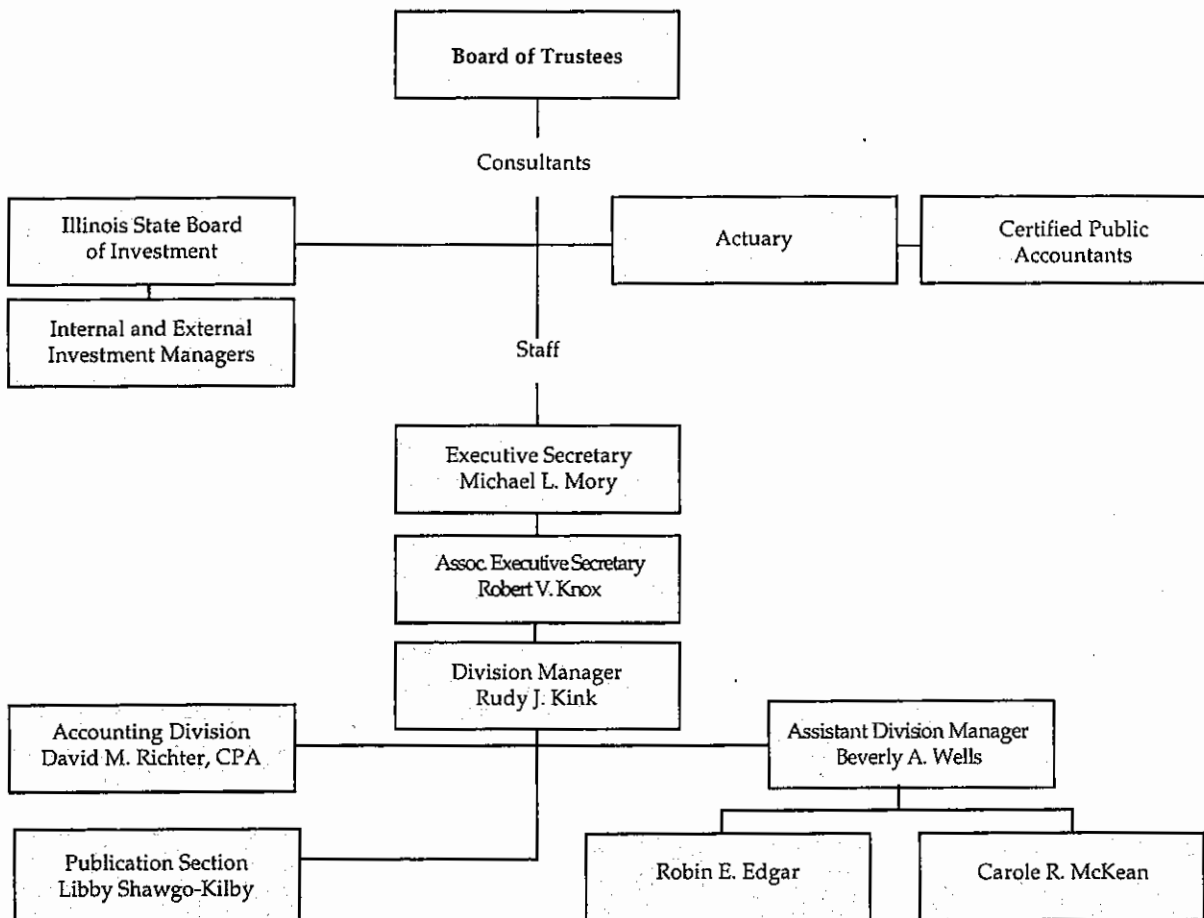 Board of Trustees
Consultants
Illinois State Board
of Investment
Actuary
Certified Public
Accountants
Internal and External
Investment Managers
Staff
Executive Secretary
Michael L. Mory
Assoc. Executive Secretary
Robert V. Knox
Division Manager
Rudy J. Kink
Accounting Division
David M. Richter, CPA
Assistant Division Manager
Beverly A. Wells
Publication Section
Libby Shawgo-Kilby
Robin E. Edgar
Carole R. McKean